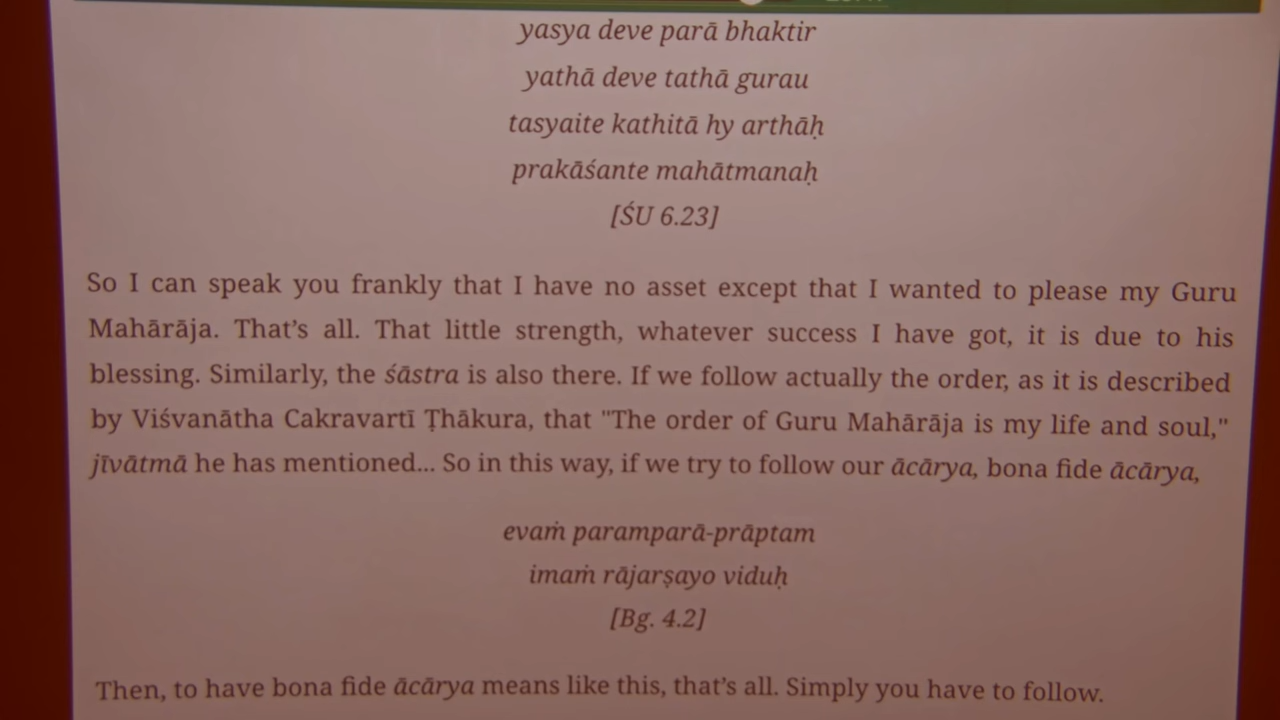 yasya deve parā bhaktir
yathā deve tathā gurau
tasyaite kathitā hy arthāḥ
prakāśante mahātmanaḥ
[ŚU 6.23]
So I can speak you frankly that I have no asset except that I wanted to please my Guru
Mahārāja. That’s all. That little strength, whatever success I have got, it is due to his
blessing. Similarly, the śāstra is also there. If we follow actually the order, as it is described
by Viśvanātha Cakravartī Ṭhākura, that "The order of Guru Mahārāja is my life and soul,"
jīvātmā he has mentioned... So in this way, if we try to follow our ācārya, bona fide ācārya,
evaṁ paramparā-prāptam
imaṁ rājarṣayo viduḥ
[Bg. 4.2]
Then, to have bona fide ācārya means like this, that’s all. Simply you have to follow.